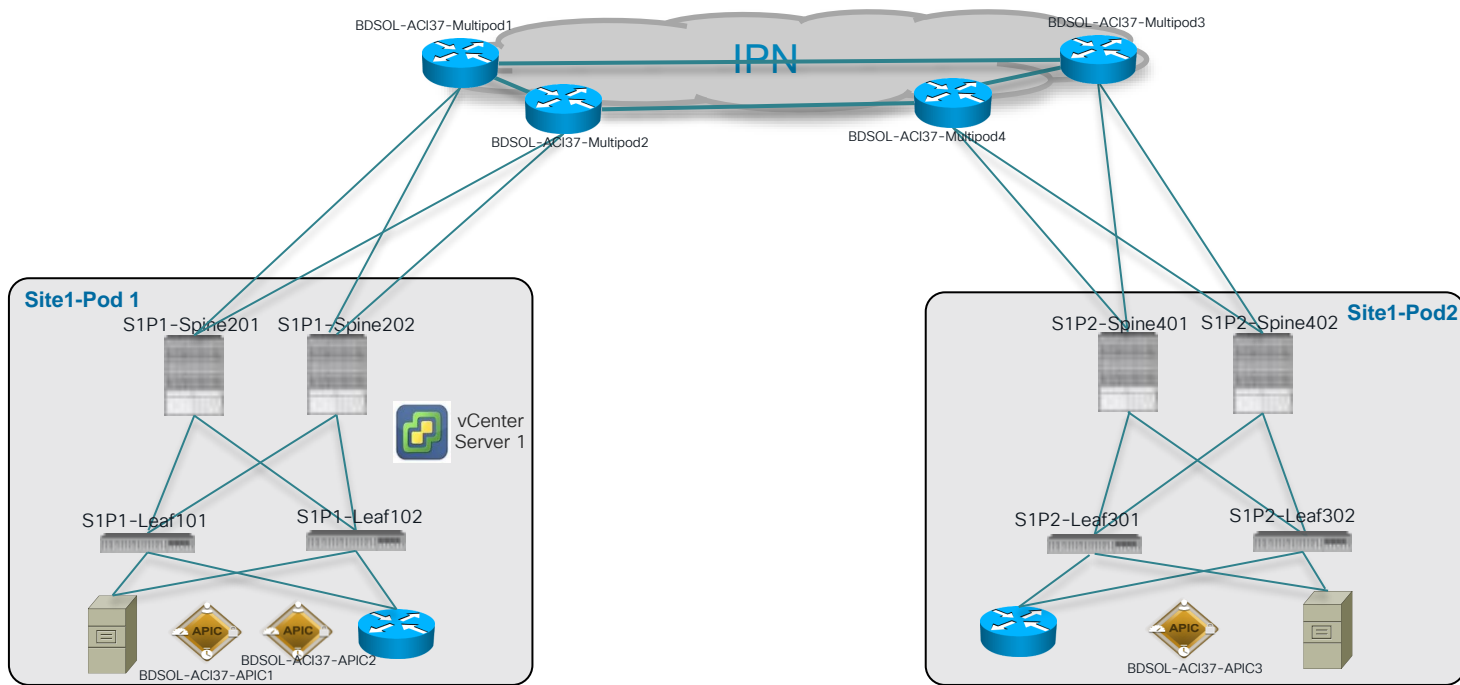 BDSOL-ACI37-Multipod1
BDSOL-ACI37-Multipod3
IPN
BDSOL-ACI37-Multipod2
BDSOL-ACI37-Multipod4
Site1-Pod 1
S1P1-Spine201
S1P1-Spine202
vCenter
Server 1
S1P1-Leaf101
S1P1-Leaf102
APIC
APIC
BDSOL-ACI37-APIC2
BDSOL-ACI37-APIC1
Site1-Pod2
S1P2-Spine401
S1P2-Spine402
S1P2-Leaf301
S1P2-Leaf302
APIC
BDSOL-ACI37-APIC3